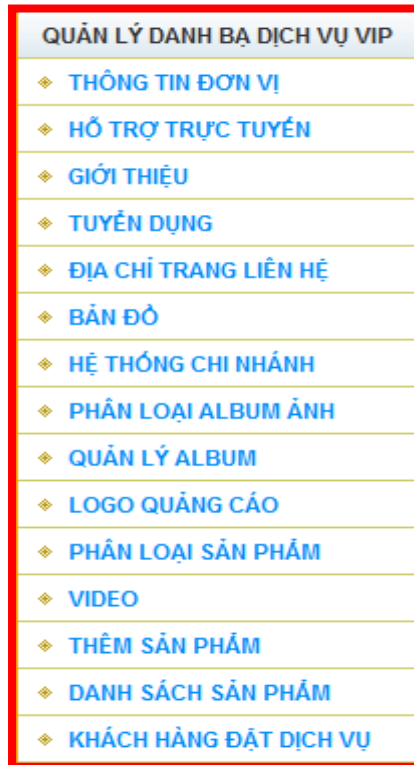 QUẢN LÝ DANH BẠ DỊCH VỤ VIP
THÔNG TIN ĐƠN VỊ
HỖ TRỢ TRỰC TUYẾN
GIỚI THIỆU
TUYỂN DỤNG
ĐỊA CHỈ TRANG LIÊN HỆ
BẢN ĐỒ
HỆ THỐNG CHI NHÁNH
PHÂN LOẠI ALBUM ẢNH
QUẢN LÝ ALBUM
LOGO QUẢNG CÁO
PHÂN LOẠI SẢN PHẨM
VIDEO
THÊM SẢN PHẨM
DANH SÁCH SẢN PHẨM
KHÁCH HÀNG ĐẶT DỊCH VỤ